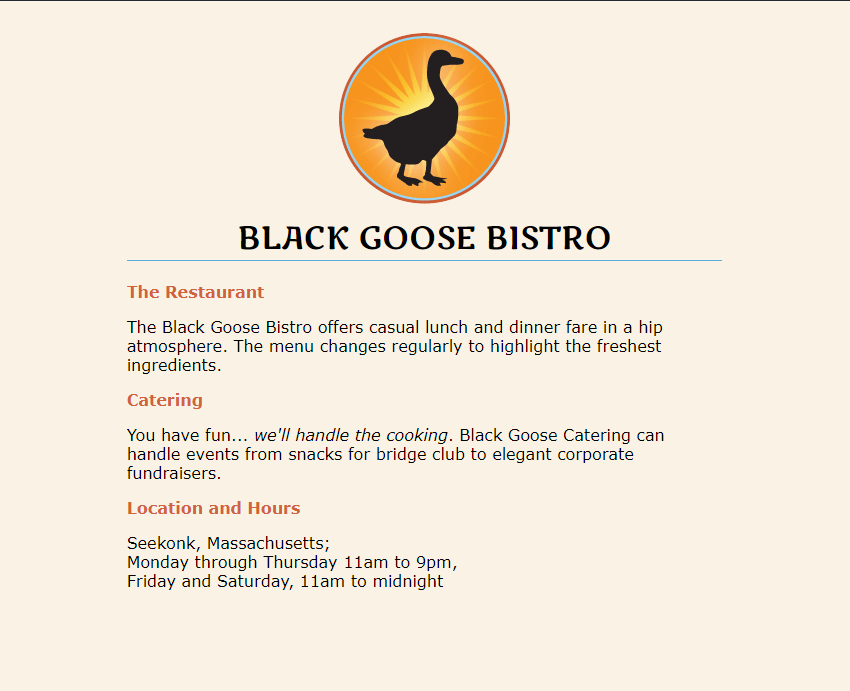 BLACK GOOSE BISTRO
The Restaurant
The Black Goose Bistro offers casual lunch and dinner fare in a hip
atmosphere. The menu changes regularly to highlight the freshest
ingredients.
Catering
You have fun... we'll handle the cooking. Black Goose Catering can
handle events from snacks for bridge club to elegant corporate
fundraisers.
Location and Hours
Seekonk, Massachusetts;
Monday through Thursday 11am to 9pm,
Friday and Saturday, 11am to midnight